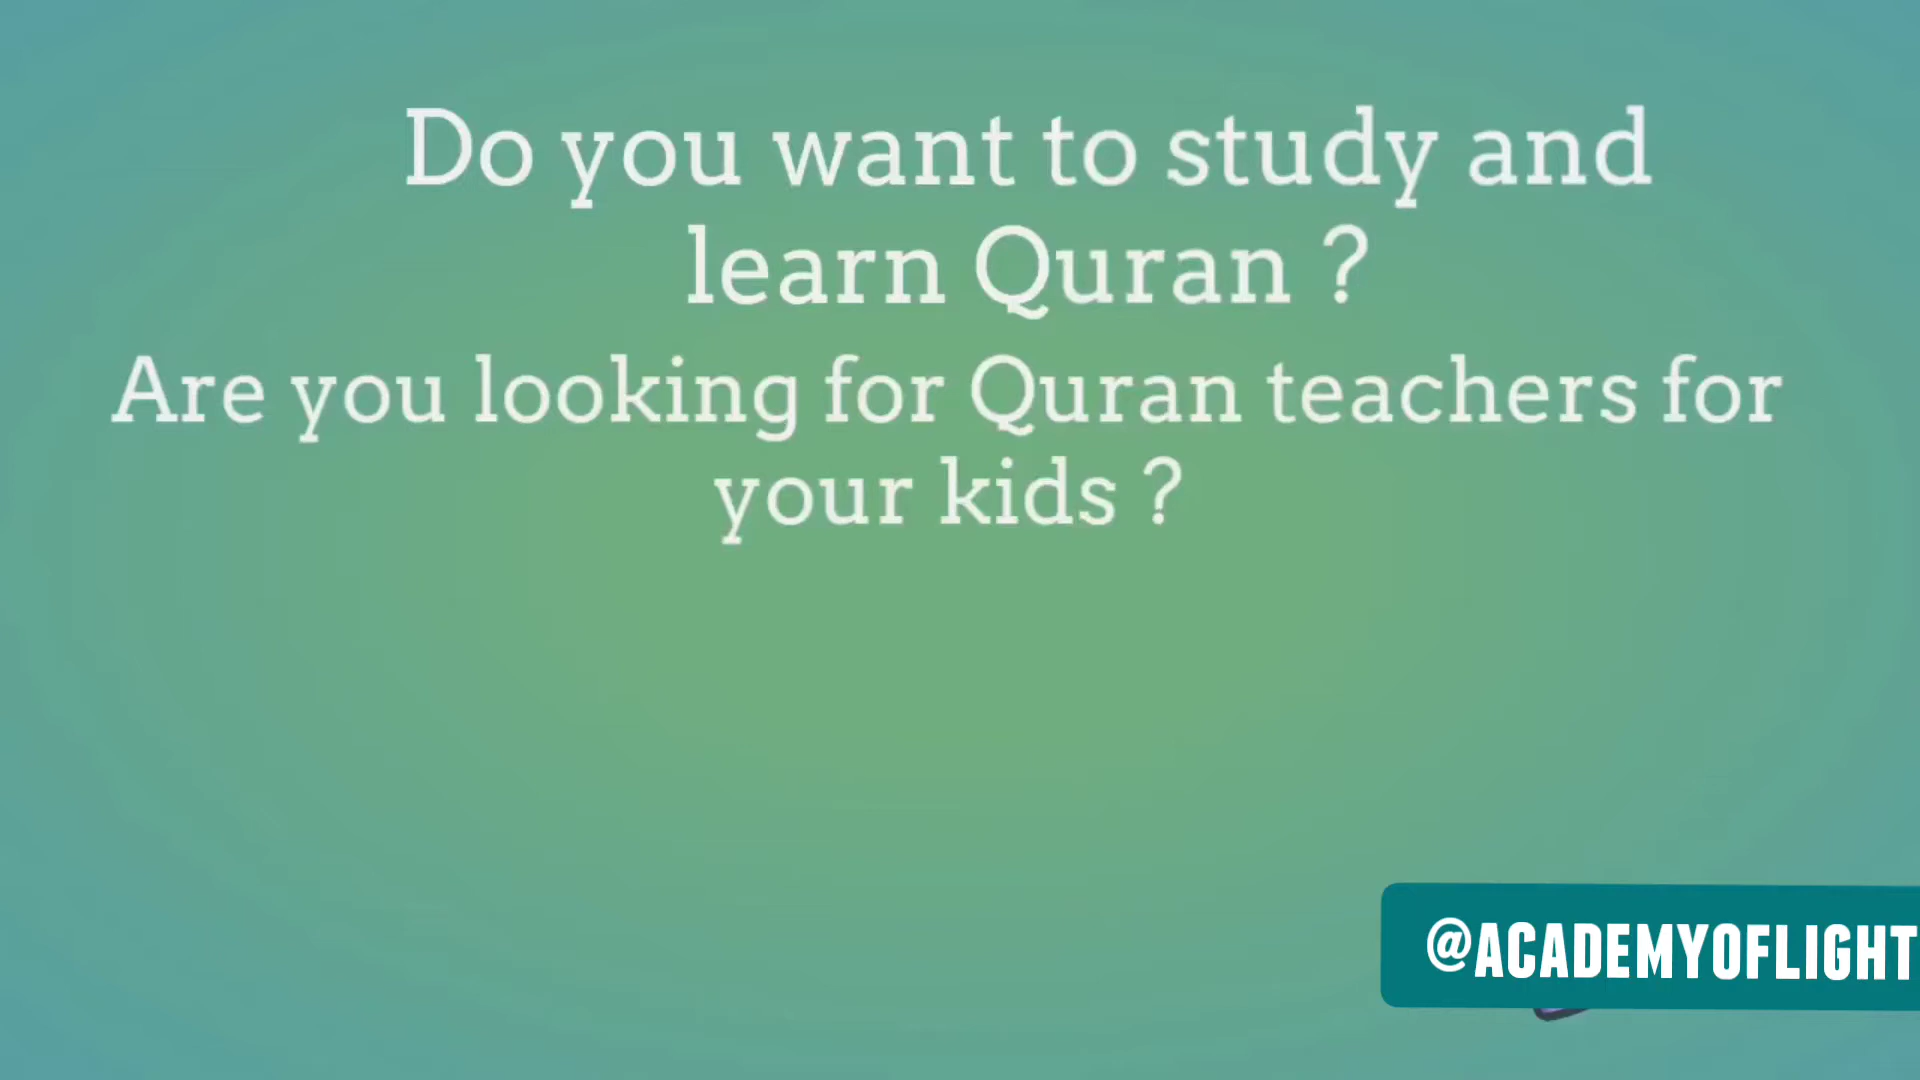 Do you want to study and
learn Quran ?
Are you looking for Quran teachers for
your kids ?
@ACADEMYOFLIGHT